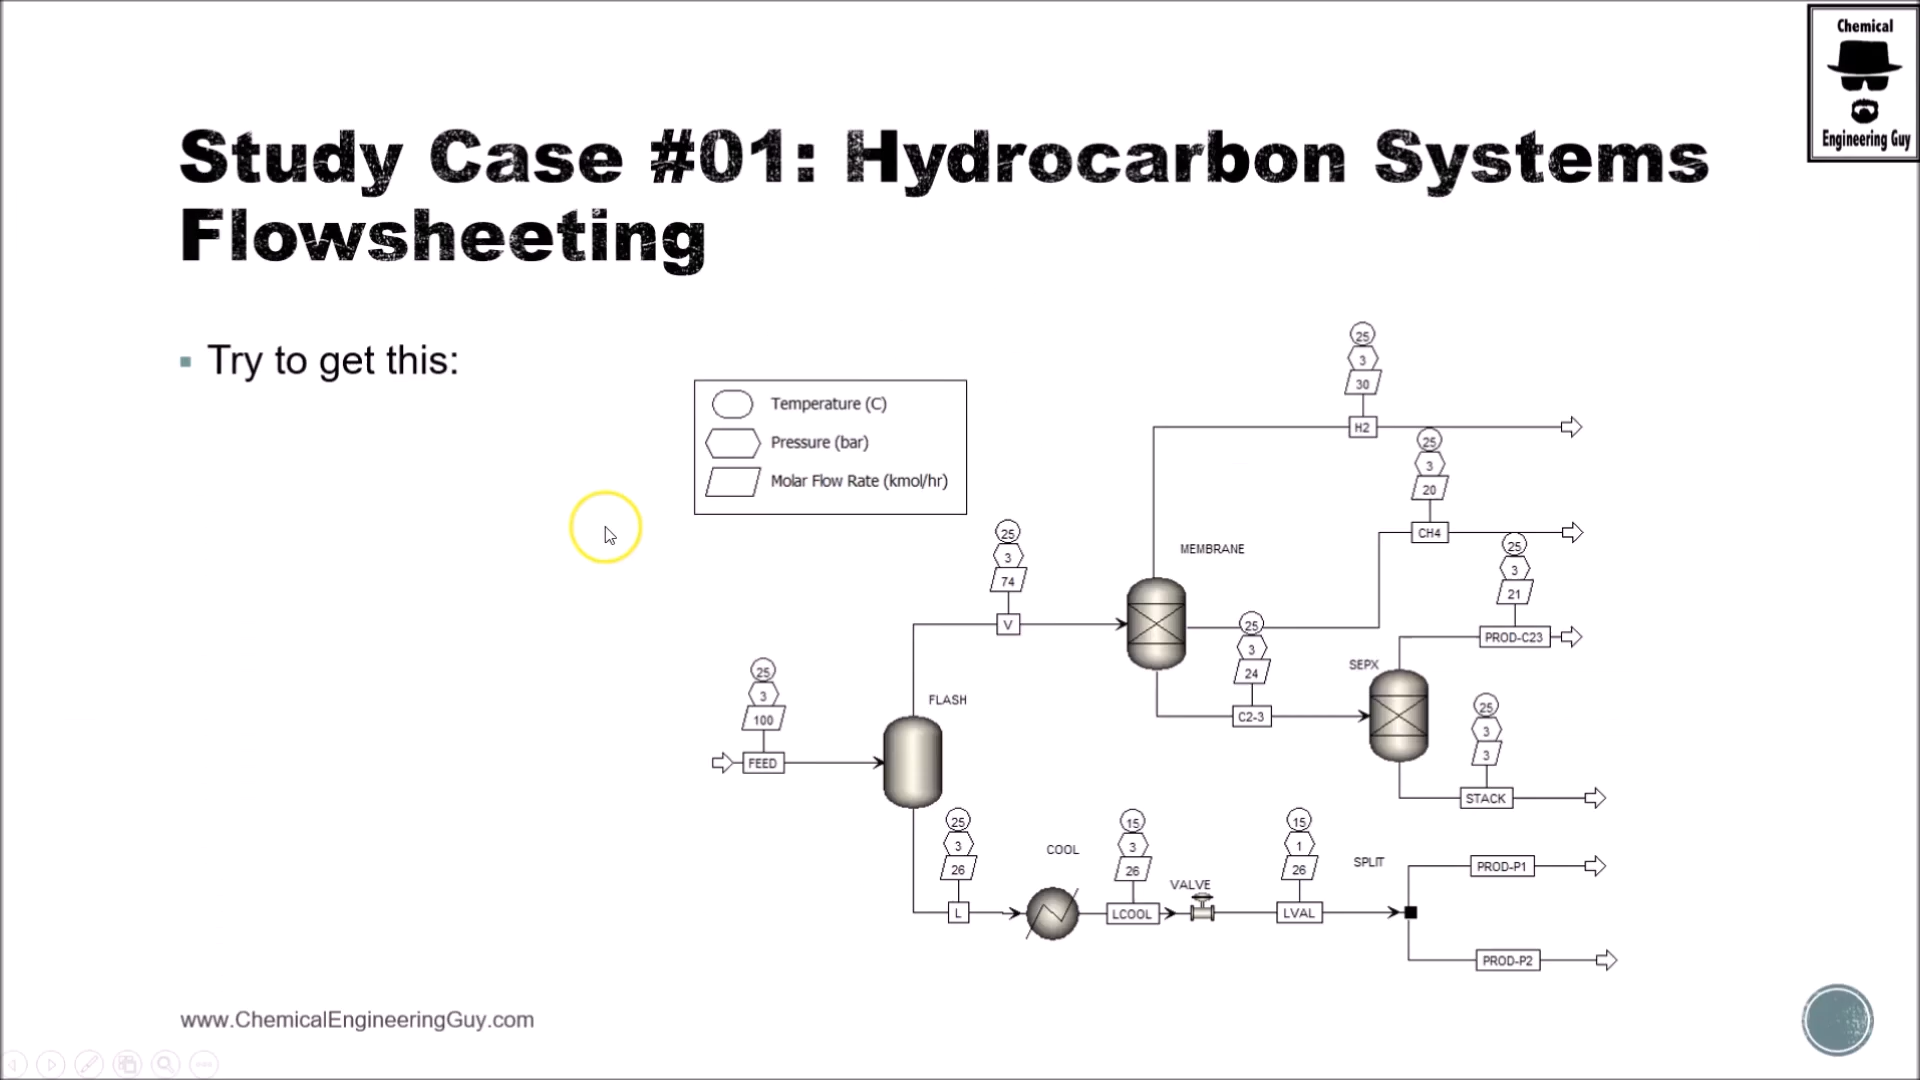 Chemical
Engineering Guy
Study Case #01: Hydrocarbon Systems
Flowsheeting
Try to get this:
Temperature (C)
Pressure (bar)
Molar Flow Rate (kmol/hr)
25
3
30
H2
25
3
20
CH4
25
3
21
PROD-C23
MEMBRANE
25
3
74
V
25
3
24
C2-3
SEPX
25
3
3
STACK
25
3
100
FEED
FLASH
25
3
26
L
COOL
15
3
26
LCOOL
VALVE
15
1
26
LVAL
SPLIT
PROD-P1
PROD-P2
www.ChemicalEngineeringGuy.com